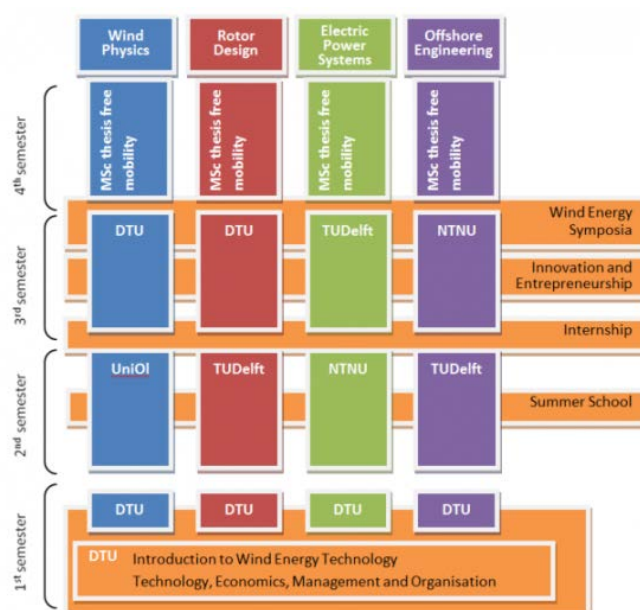 Wind
Physics
Rotor
Design
Electric
Power
Systems
Offshore
Engineering
4th semester
MSc thesis free
mobility
MSc thesis free
mobility
MSc thesis free
mobility
MSc thesis free
mobility
Wind Energy
Symposia
3rd semester
DTU
DTU
TUDelft
NTNU
Innovation and
Entrepreneurship
Internship
2nd semester
UniOl
TUDelft
NTNU
TUDelft
Summer School
1st semester
DTU
DTU
DTU
DTU
DTU Introduction to Wind Energy Technology
Technology, Economics, Management and Organisation